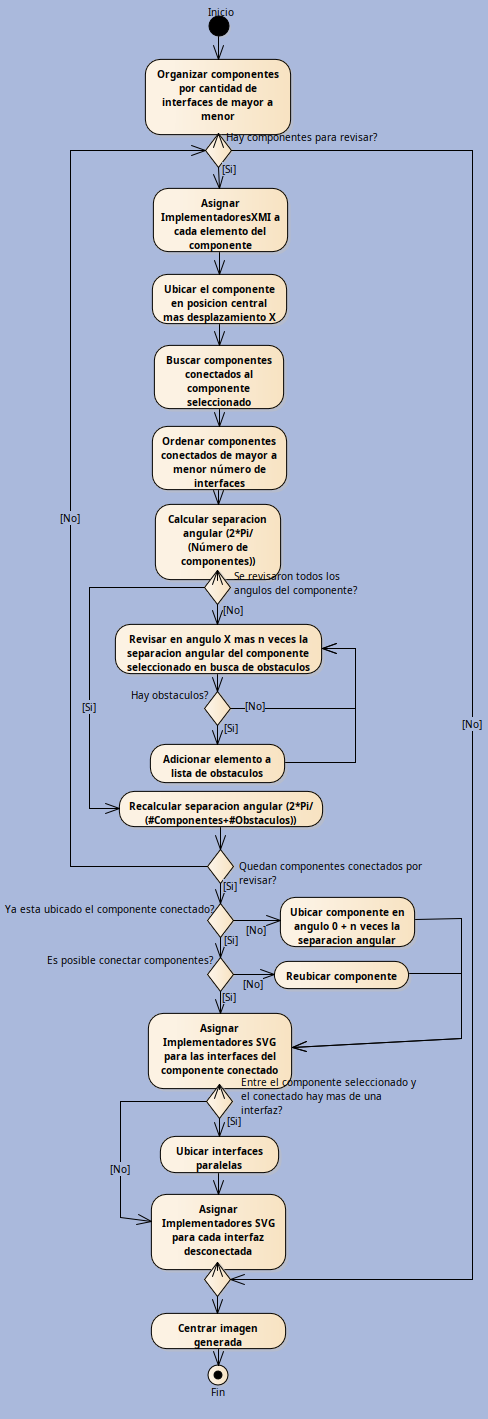 Inicio
Organizar componentes
por cantidad de
interfaces de mayor a
menor
Hay componentes para revisar?
[Si]
Asignar
ImplementadoresXMI a
cada elemento del
componente
Ubicar el componente
en posicion central
mas desplazamiento X
Buscar componentes
conectados al
componente
seleccionado
Ordenar componentes
conectados de mayor a
menor número de
interfaces
[No]
Calcular separacion
angular (2*Pi/
(Número de
componentes))
Se revisaron todos los
angulos del componente?
[No]
Revisar en angulo X mas n veces la
separacion angular del componente
seleccionado en busca de obstaculos
Hay obstaculos?
[No]
[Si]
[Si]
[No]
Adicionar elemento a
lista de obstaculos
Recalcular separacion angular (2*Pi/
(#Componentes+#Obstaculos))
Quedan componentes conectados por
revisar?
[Si]
Ya esta ubicado el componente conectado?
[No]
[Si]
Ubicar componente en
angulo 0 + n veces la
separacion angular
Es posible conectar componentes?
[No]
[Si]
Reubicar componente
Asignar
Implementadores SVG
para las interfaces del
componente conectado
Entre el componente seleccionado y
el conectado hay mas de una
interfaz?
[Si]
[No]
Ubicar interfaces
paralelas
Asignar
Implementadores SVG
para cada interfaz
desconectada
Centrar imagen
generada
Fin